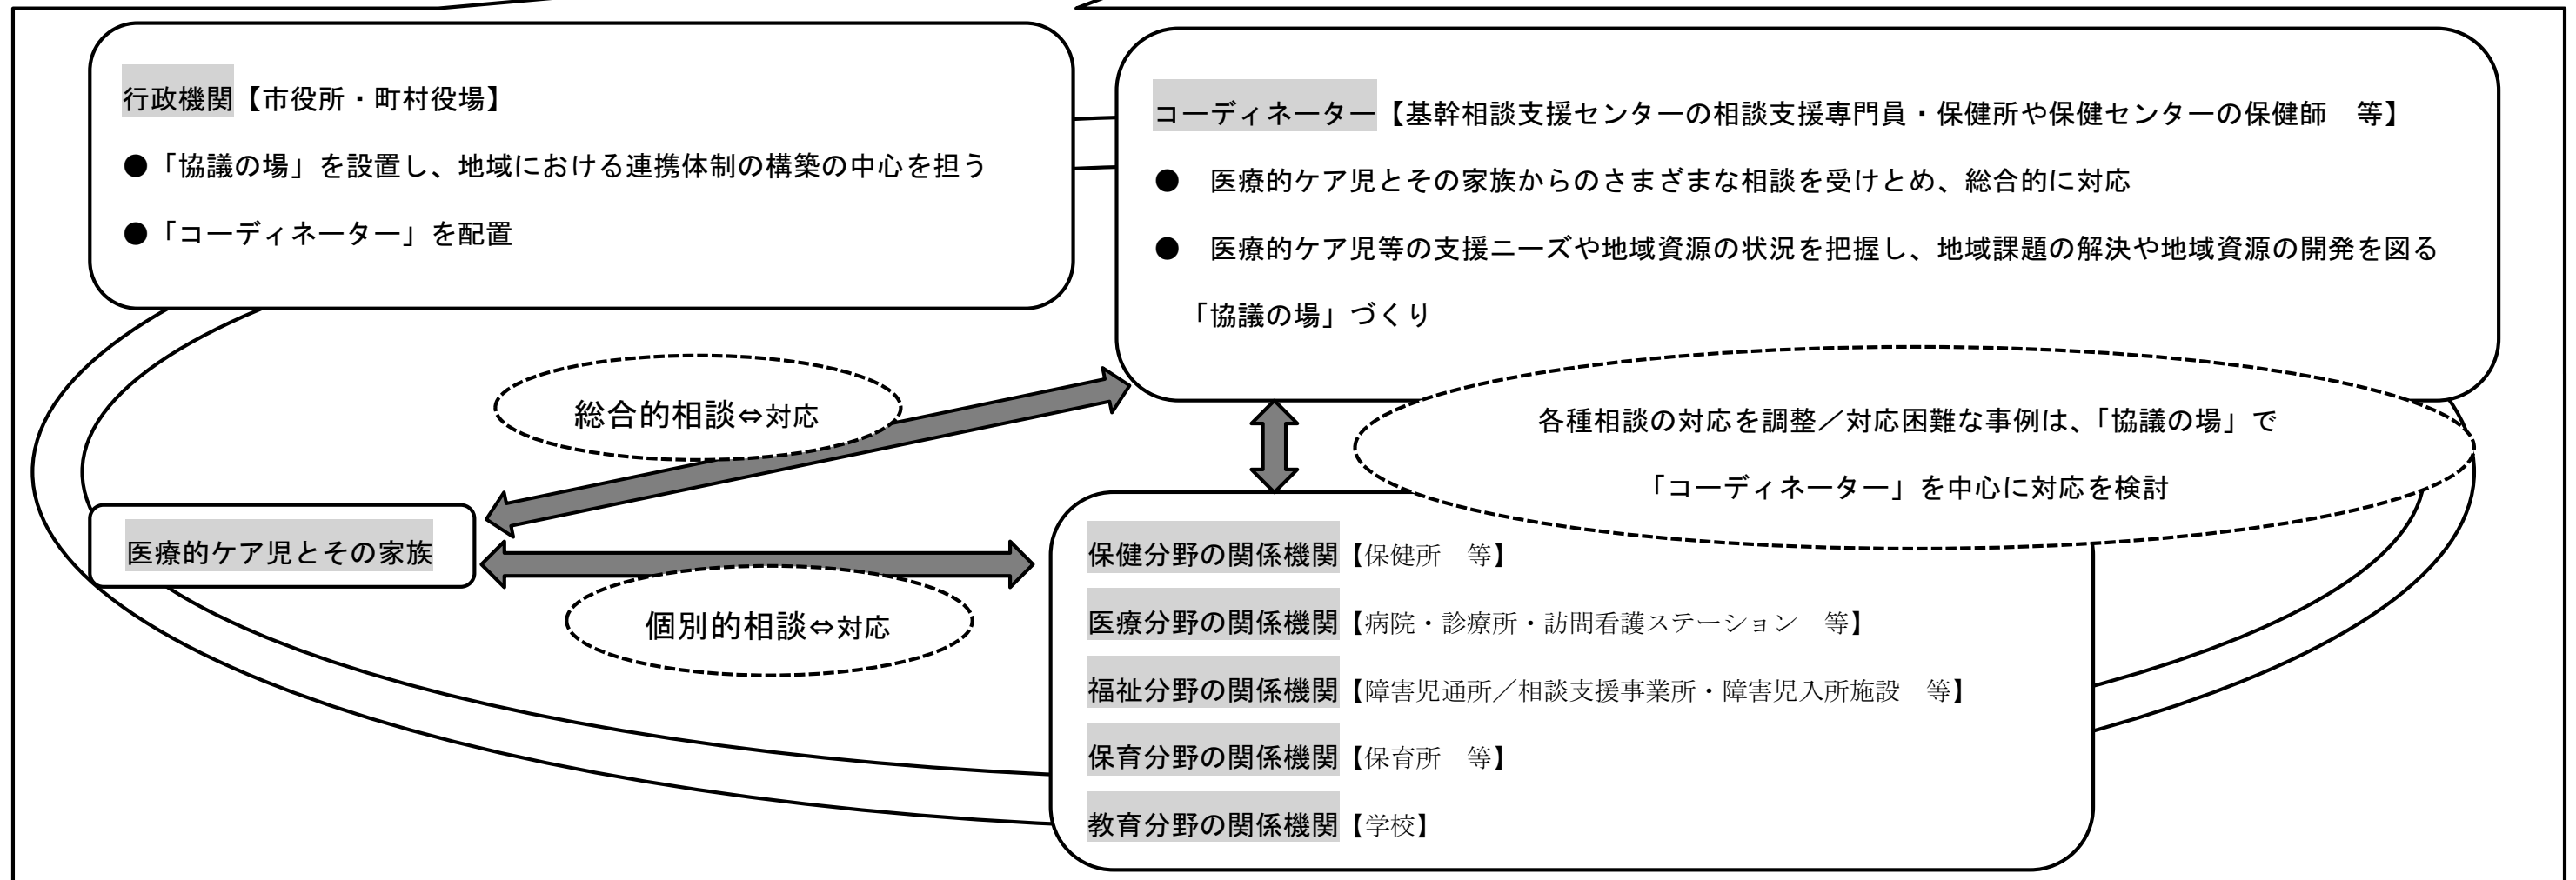 行政機関【市役所・町村役場】
●「協議の場」を設置し、地域における連携体制の構築の中心を担う
●「コーディネーター」を配置
コーディネーター【基幹相談支援センターの相談支援専門員・保健所や保健センターの保健師　等】
●　医療的ケア児とその家族からのさまざまな相談を受けとめ、総合的に対応
●　医療的ケア児等の支援ニーズや地域資源の状況を把握し、地域課題の解決や地域資源の開発を図る
「協議の場」づくり
総合的相談⇔対応
各種相談の対応を調整／対応困難な事例は、「協議の場」で
「コーディネーター」を中心に対応を検討
医療的ケア児とその家族
個別的相談⇔対応
保健分野の関係機関【保健所　等】
医療分野の関係機関【病院・診療所・訪問看護ステーション　等】
福祉分野の関係機関【障害児通所／相談支援事業所・障害児入所施設　等】
保育分野の関係機関【保育所　等】
教育分野の関係機関【学校】